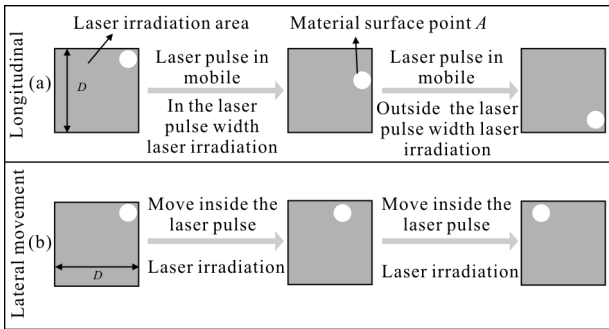 Longitudinal
(a)
Laser irradiation area
D
Laser pulse in
mobile
In the laser
pulse width
laser irradiation
Material surface point A
Laser pulse in
mobile
Outside the laser
pulse width laser
irradiation
Lateral movement
(b)
D
Move inside the
laser pulse
Laser irradiation
Move inside the
laser pulse
Laser irradiation